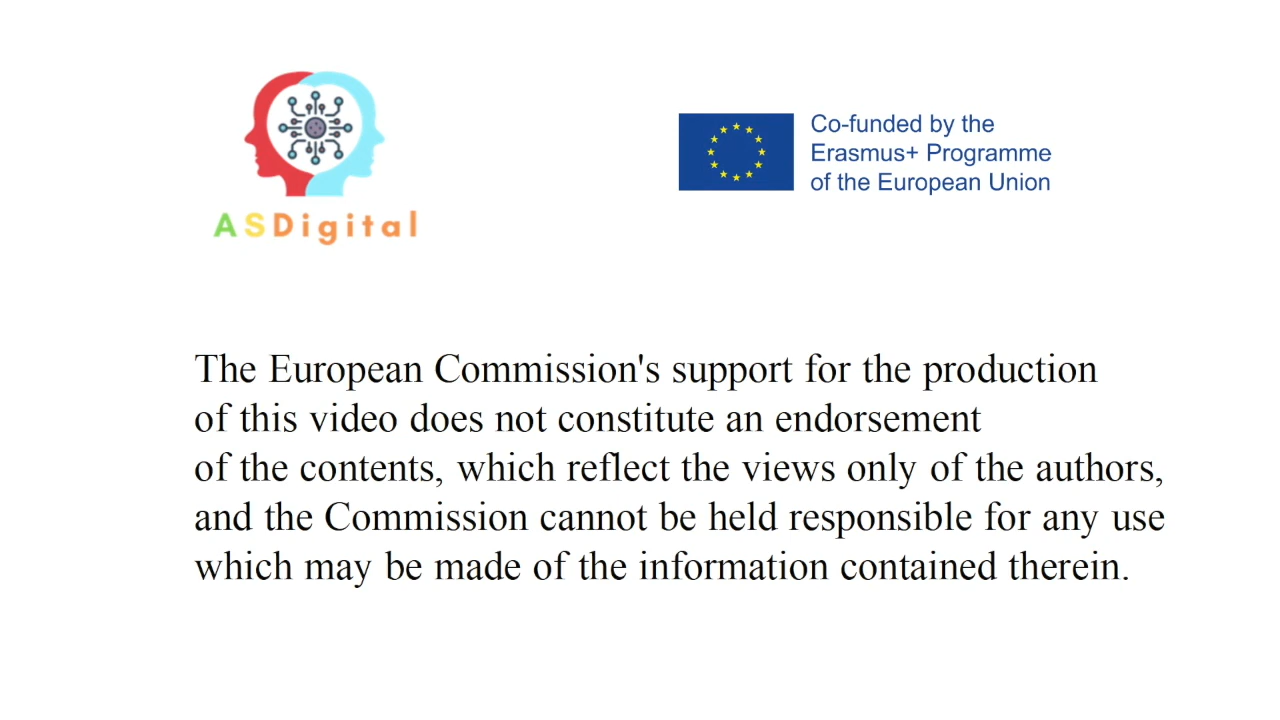 ASDigital
Co-funded by the
Erasmus+ Programme
of the European Union
The European Commission's support for the production
of this video does not constitute an endorsement
of the contents, which reflect the views only of the authors,
and the Commission cannot be held responsible for any use
which may be made of the information contained therein.